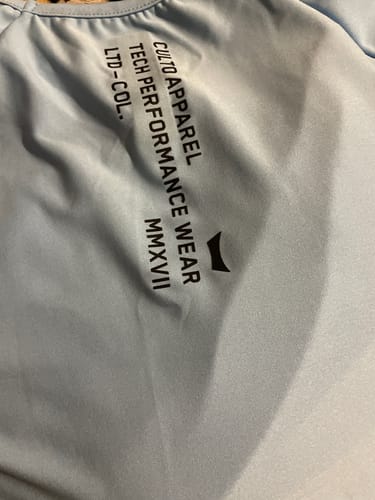 CULTO APPAREL
TECH PERFORMANCE WEAR
LTD-COL. MMXVII